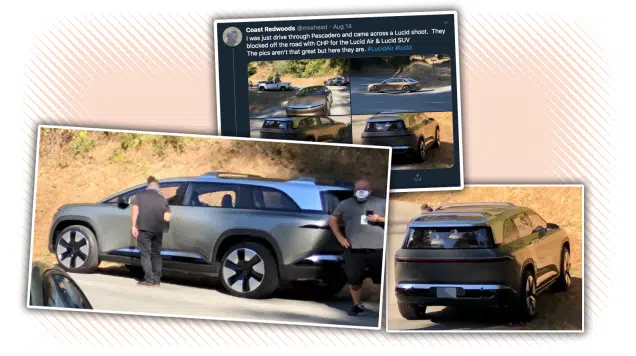 Coast Redwoods @mxahead · Aug 14
I was just drive through Pescadero and came across a Lucid shoot. They
blocked off the road with CHP for the Lucid Air & Lucid SUV
The pics aren't that great but here they are. #LucidAir #lucid